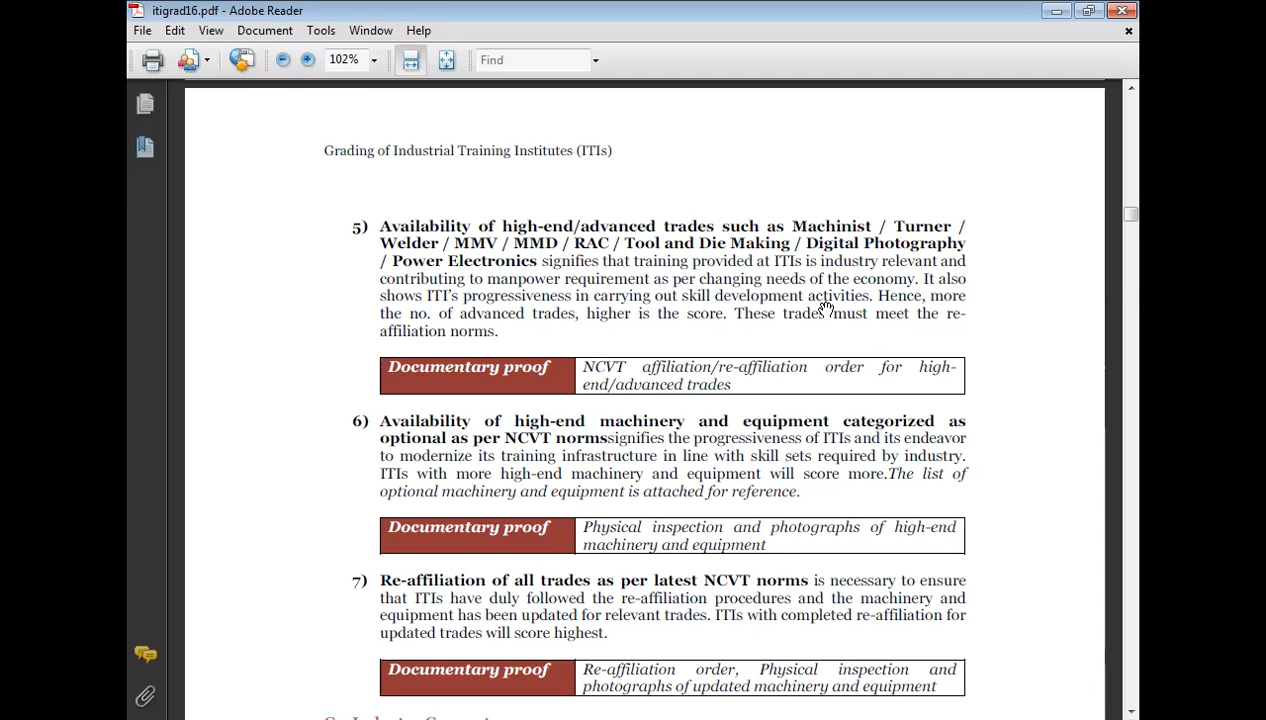 itigrad16.pdf - Adobe Reader
File Edit View Document Tools Window Help
102% Find
Grading of Industrial Training Institutes (ITIs)
5) Availability of high-end/advanced trades such as Machinist / Turner /
Welder / MMV / MMD / RAC / Tool and Die Making / Digital Photography
/ Power Electronics signifies that training provided at ITIs is industry relevant and
contributing to manpower requirement as per changing needs of the economy. It also
shows ITI's progressiveness in carrying out skill development activities. Hence, more
the no. of advanced trades, higher is the score. These trades must meet the re-
affiliation norms.
Documentary proof NCVT affiliation/re-affiliation order for high-
end/advanced trades
6) Availability of high-end machinery and equipment categorized as
optional as per NCVT normssignifies the progressiveness of ITIs and its endeavor
to modernize its training infrastructure in line with skill sets required by industry.
ITIs with more high-end machinery and equipment will score more.The list of
optional machinery and equipment is attached for reference.
Documentary proof Physical inspection and photographs of high-end
machinery and equipment
7) Re-affiliation of all trades as per latest NCVT norms is necessary to ensure
that ITIs have duly followed the re-affiliation procedures and the machinery and
equipment has been updated for relevant trades. ITIs with completed re-affiliation for
updated trades will score highest.
Documentary proof Re-affiliation order, Physical inspection and
photographs of updated machinery and equipment